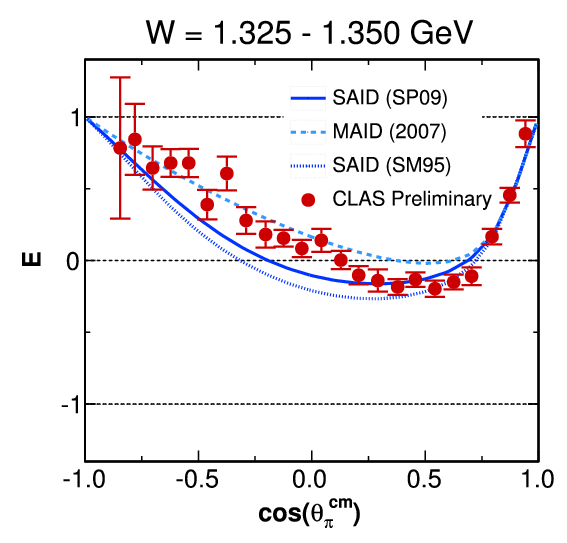 W = 1.325 - 1.350 GeV
SAID (SP09)
MAID (2007)
SAID (SM95)
CLAS Preliminary
E
1
0
-1
-1.0 -0.5 0.0 0.5 1.0
cos(θπcm)